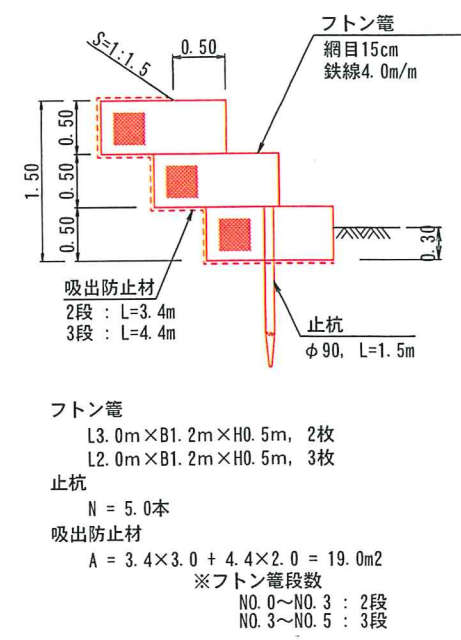 フトン篭
網目15cm
鉄線4.0m/m
S=1:1.5
0.50
0.50
0.50
0.50
1.50
0.30
吸出防止材
2段 : L=3.4m
3段 : L=4.4m
止杭
φ90, L=1.5m
フトン篭
L3.0m×B1.2m×H0.5m, 2枚
L2.0m×B1.2m×H0.5m, 3枚
止杭
N = 5.0本
吸出防止材
A = 3.4×3.0 + 4.4×2.0 = 19.0m2
※フトン篭段数
NO.0〜NO.3 : 2段
NO.3〜NO.5 : 3段